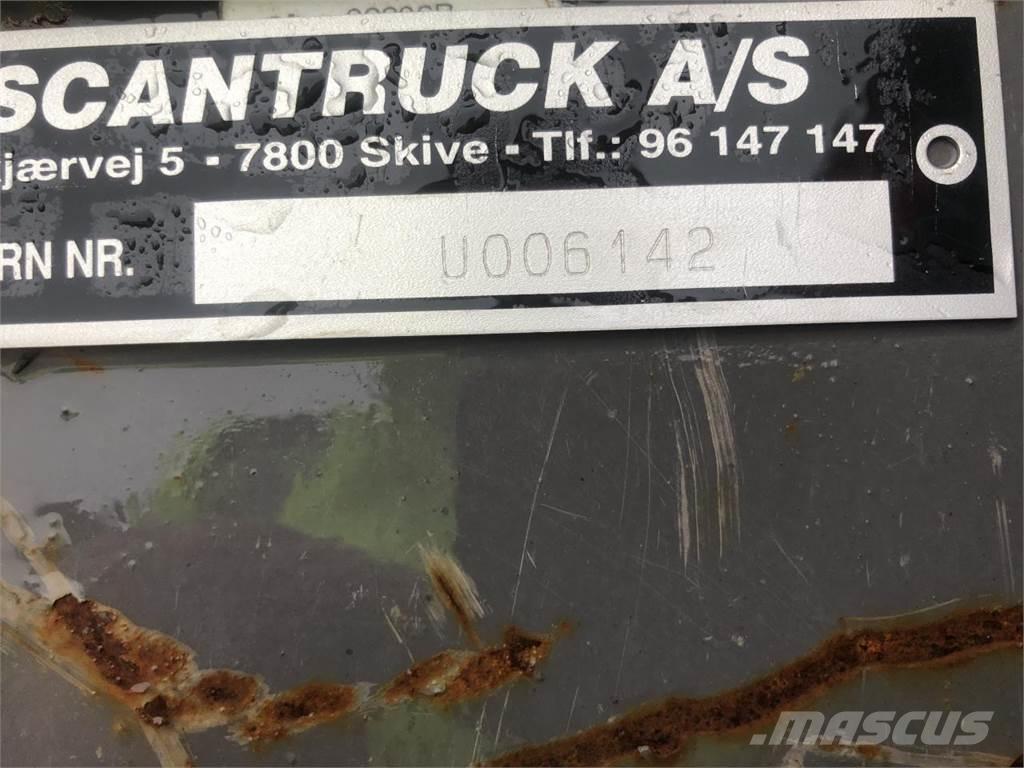 SCANTRUCK A/S
jærvej 5 - 7800 Skive - Tlf.: 96 147 147
RN NR. U006142
MASCUS